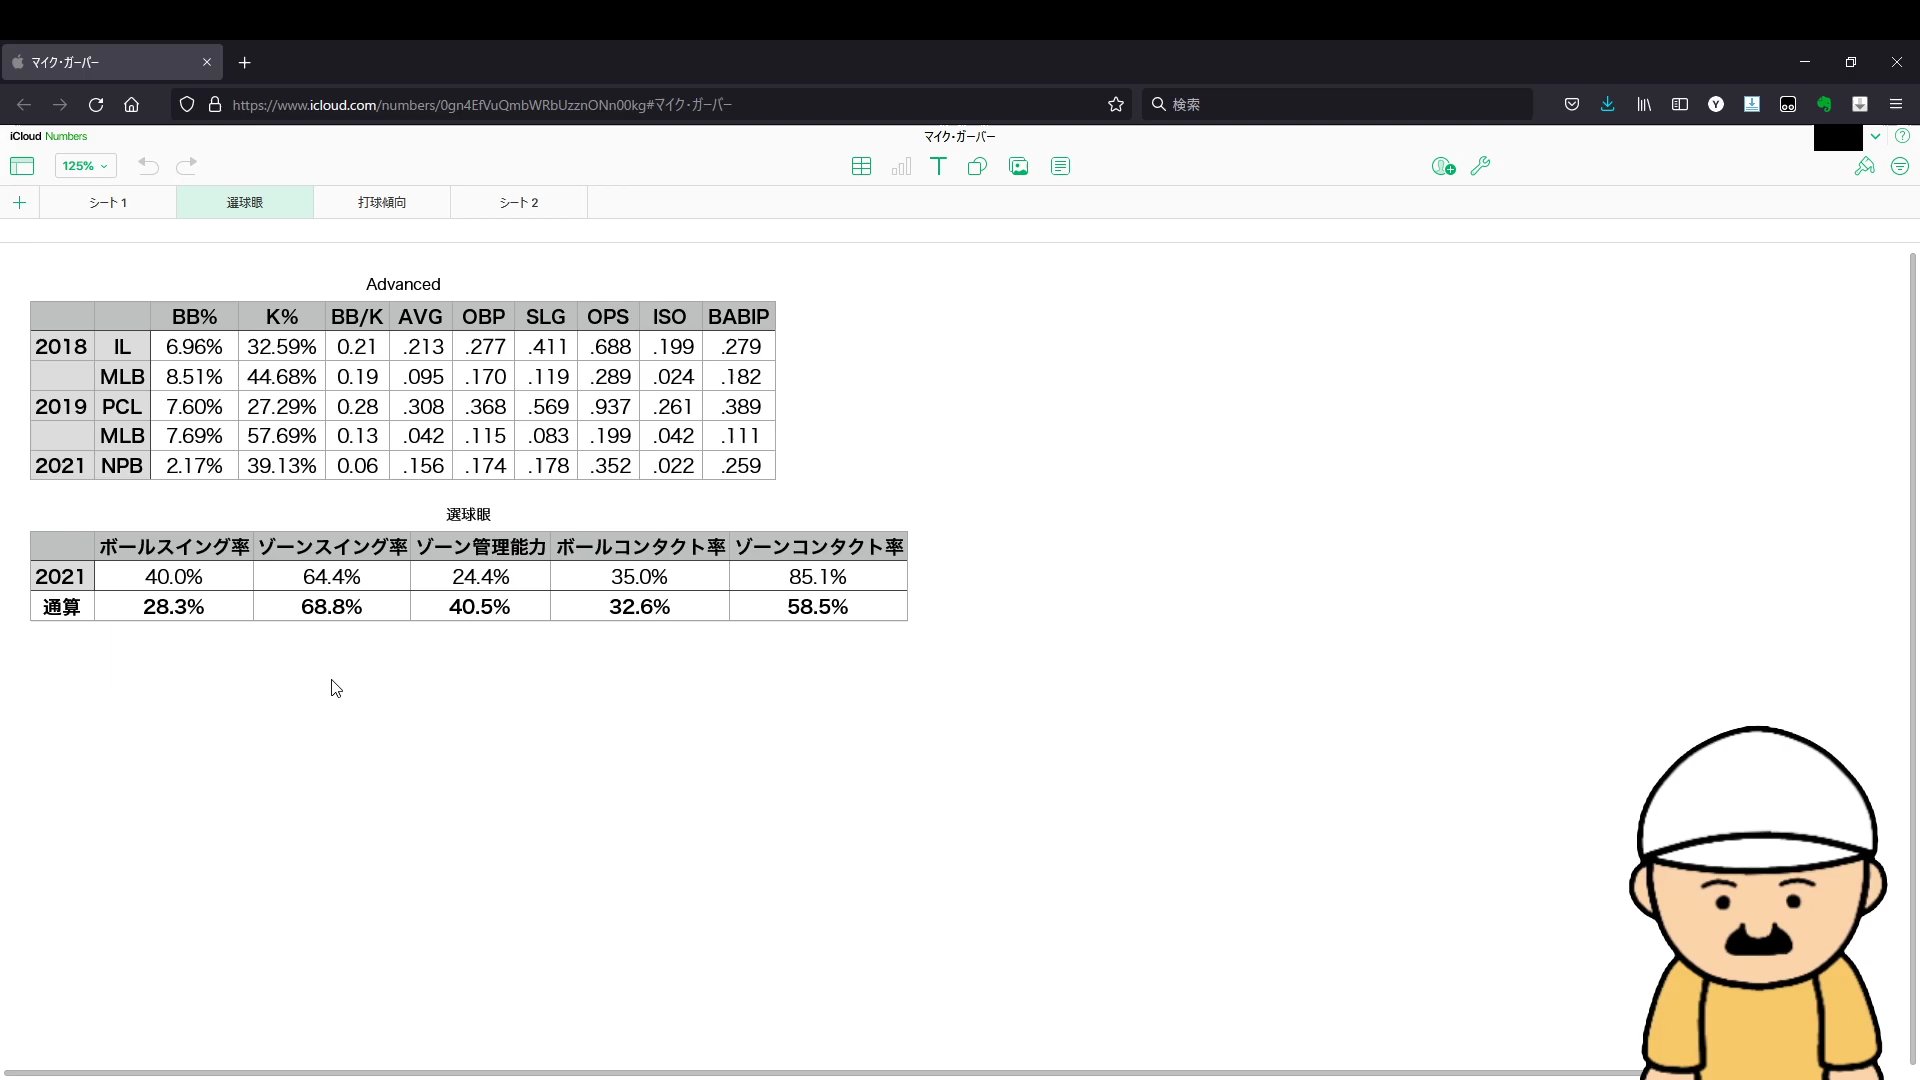 マイク・ガーバー
https://www.icloud.com/numbers/0gn4EfVuQmbWRbUzznONn00kg#マイク・ガーバー
検索
iCloud Numbers
マイク・ガーバー
125%
シート 1
選球眼
打球傾向
シート 2
Advanced
BB% K% BB/K AVG OBP SLG OPS ISO BABIP
2018 IL 6.96% 32.59% 0.21 .213 .277 .411 .688 .199 .279
MLB 8.51% 44.68% 0.19 .095 .170 .119 .289 .024 .182
2019 PCL 7.60% 27.29% 0.28 .308 .368 .569 .937 .261 .389
MLB 7.69% 57.69% 0.13 .042 .115 .083 .199 .042 .111
2021 NPB 2.17% 39.13% 0.06 .156 .174 .178 .352 .022 .259
選球眼
ボールスイング率 ゾーンスイング率 ゾーン管理能力 ボールコンタクト率 ゾーンコンタクト率
2021 40.0% 64.4% 24.4% 35.0% 85.1%
通算 28.3% 68.8% 40.5% 32.6% 58.5%